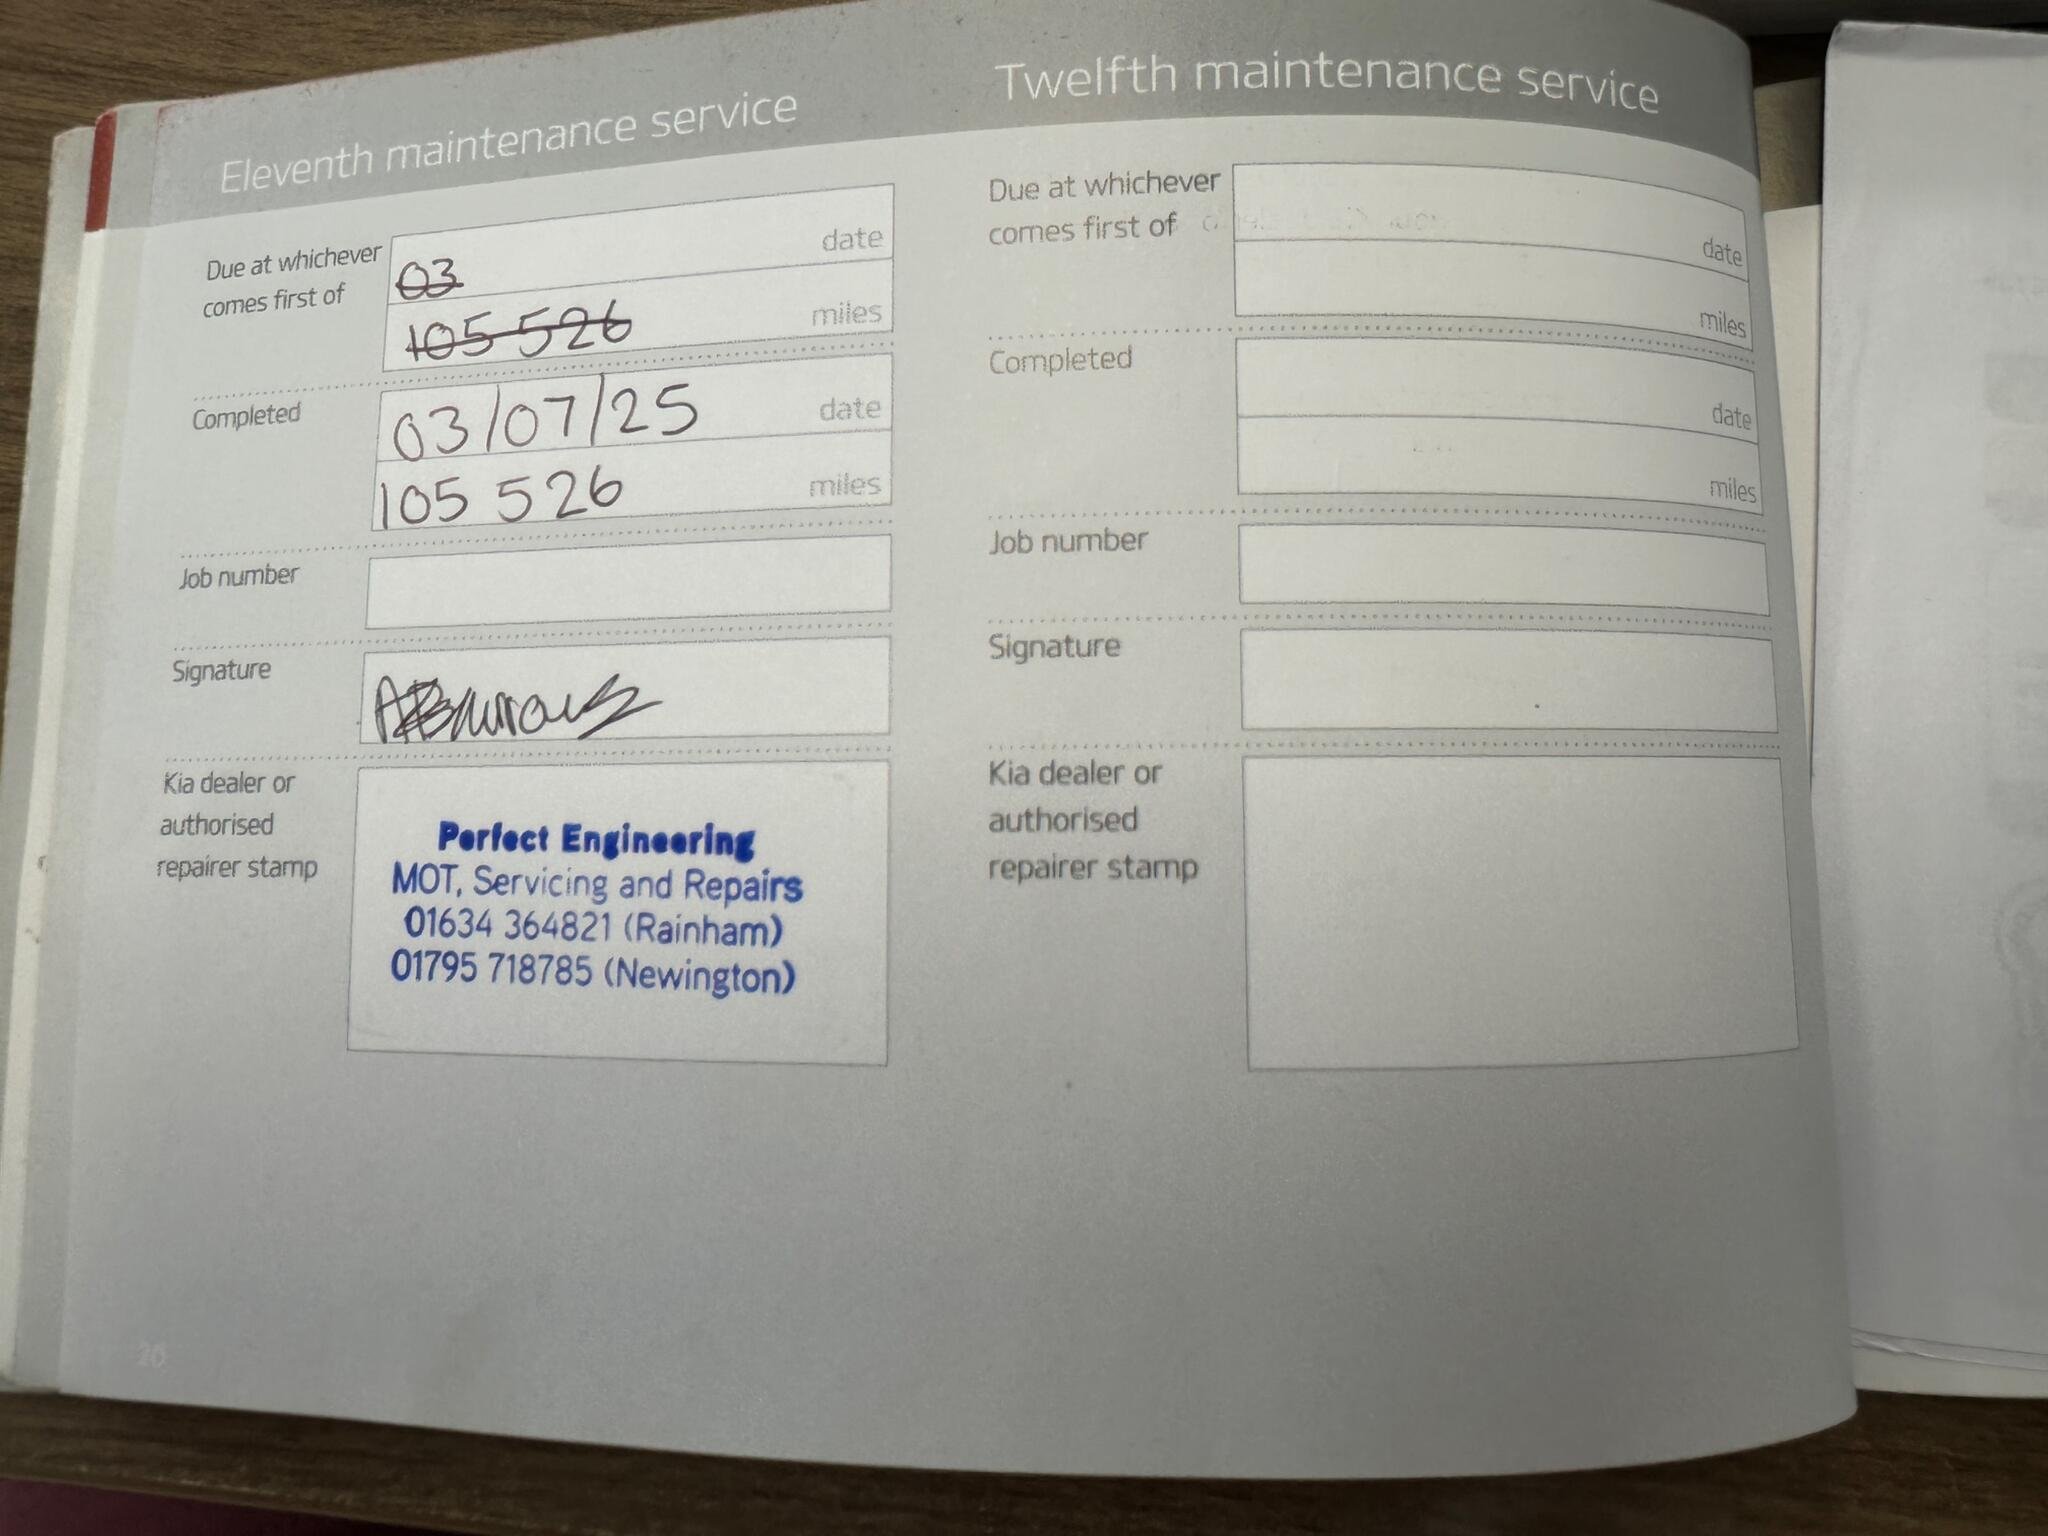 Eleventh maintenance service
Due at whichever
comes first of
03
date
105 526
miles
Completed
03/07/25
date
105 526
miles
Job number
Signature
Kia dealer or
authorised
repairer stamp
Perfect Engineering
MOT, Servicing and Repairs
01634 364821 (Rainham)
01795 718785 (Newington)
26
Twelfth maintenance service
Due at whichever
comes first of
date
miles
Completed
date
miles
Job number
Signature
Kia dealer or
authorised
repairer stamp